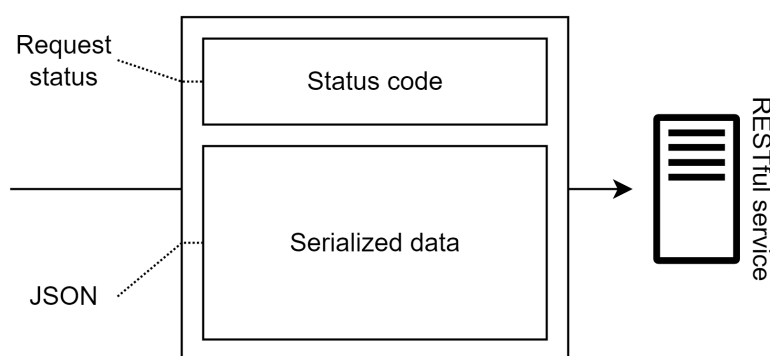 Request
status
Status code
Serialized data
JSON
RESTful service